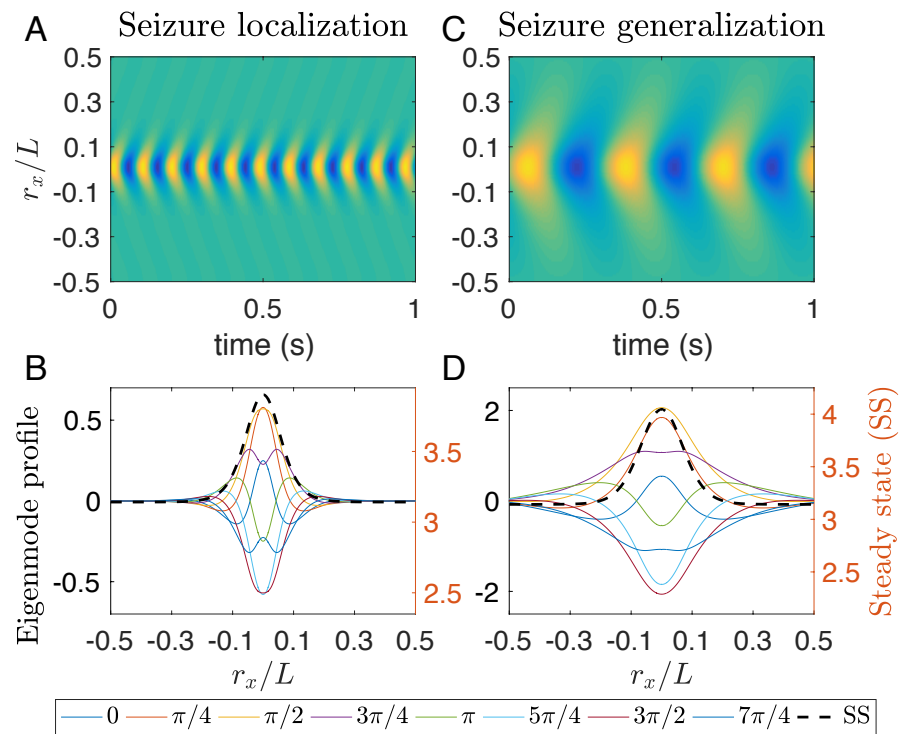 A Seizure localization
C Seizure generalization
0.5
0.3
0.1
-0.1
-0.3
-0.5
r_x/L
0 0.5 1
time (s)
0.5
0.3
0.1
-0.1
-0.3
-0.5
0 0.5 1
time (s)
B
Eigenmode profile
0.5
0
-0.5
3.5
3
2.5
-0.5 -0.3 -0.1 0.1 0.3 0.5
r_x/L
D
2
0
-2
4
3.5
3
2.5
Steady state (SS)
-0.5 -0.3 -0.1 0.1 0.3 0.5
r_x/L
0 π/4 π/2 3π/4 π 5π/4 3π/2 7π/4 SS